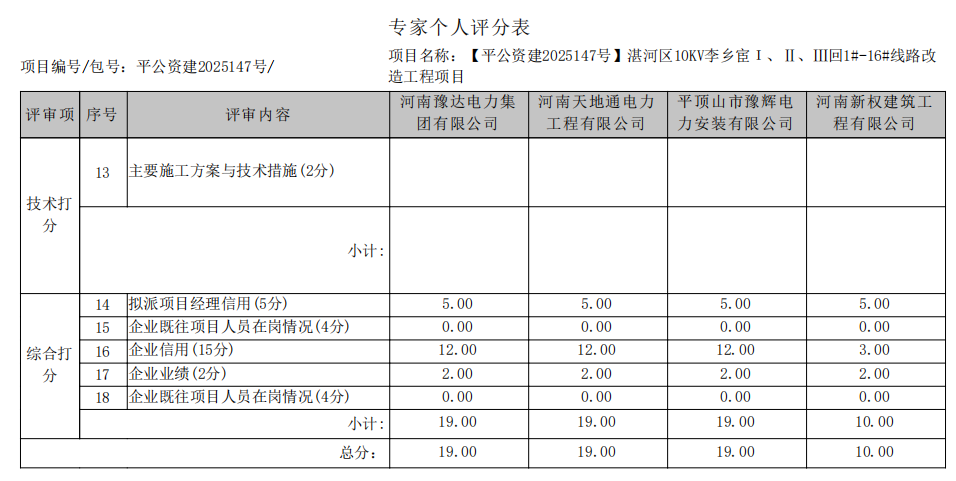 专家个人评分表
项目编号/包号：平公资建2025147号/
项目名称：【平公资建2025147号】湛河区10KV李乡宦Ⅰ、Ⅱ、Ⅲ回1#-16#线路改
造工程项目
评审项 序号 评审内容 河南豫达电力集团有限公司 河南天地通电力工程有限公司 平顶山市豫辉电力安装有限公司 河南新权建筑工程有限公司
技术打分
13 主要施工方案与技术措施(2分)
小计:
综合打分
14 拟派项目经理信用(5分) 5.00 5.00 5.00 5.00
15 企业既往项目人员在岗情况(4分) 0.00 0.00 0.00 0.00
16 企业信用(15分) 12.00 12.00 12.00 3.00
17 企业业绩(2分) 2.00 2.00 2.00 2.00
18 企业既往项目人员在岗情况(4分) 0.00 0.00 0.00 0.00
小计: 19.00 19.00 19.00 10.00
总分: 19.00 19.00 19.00 10.00